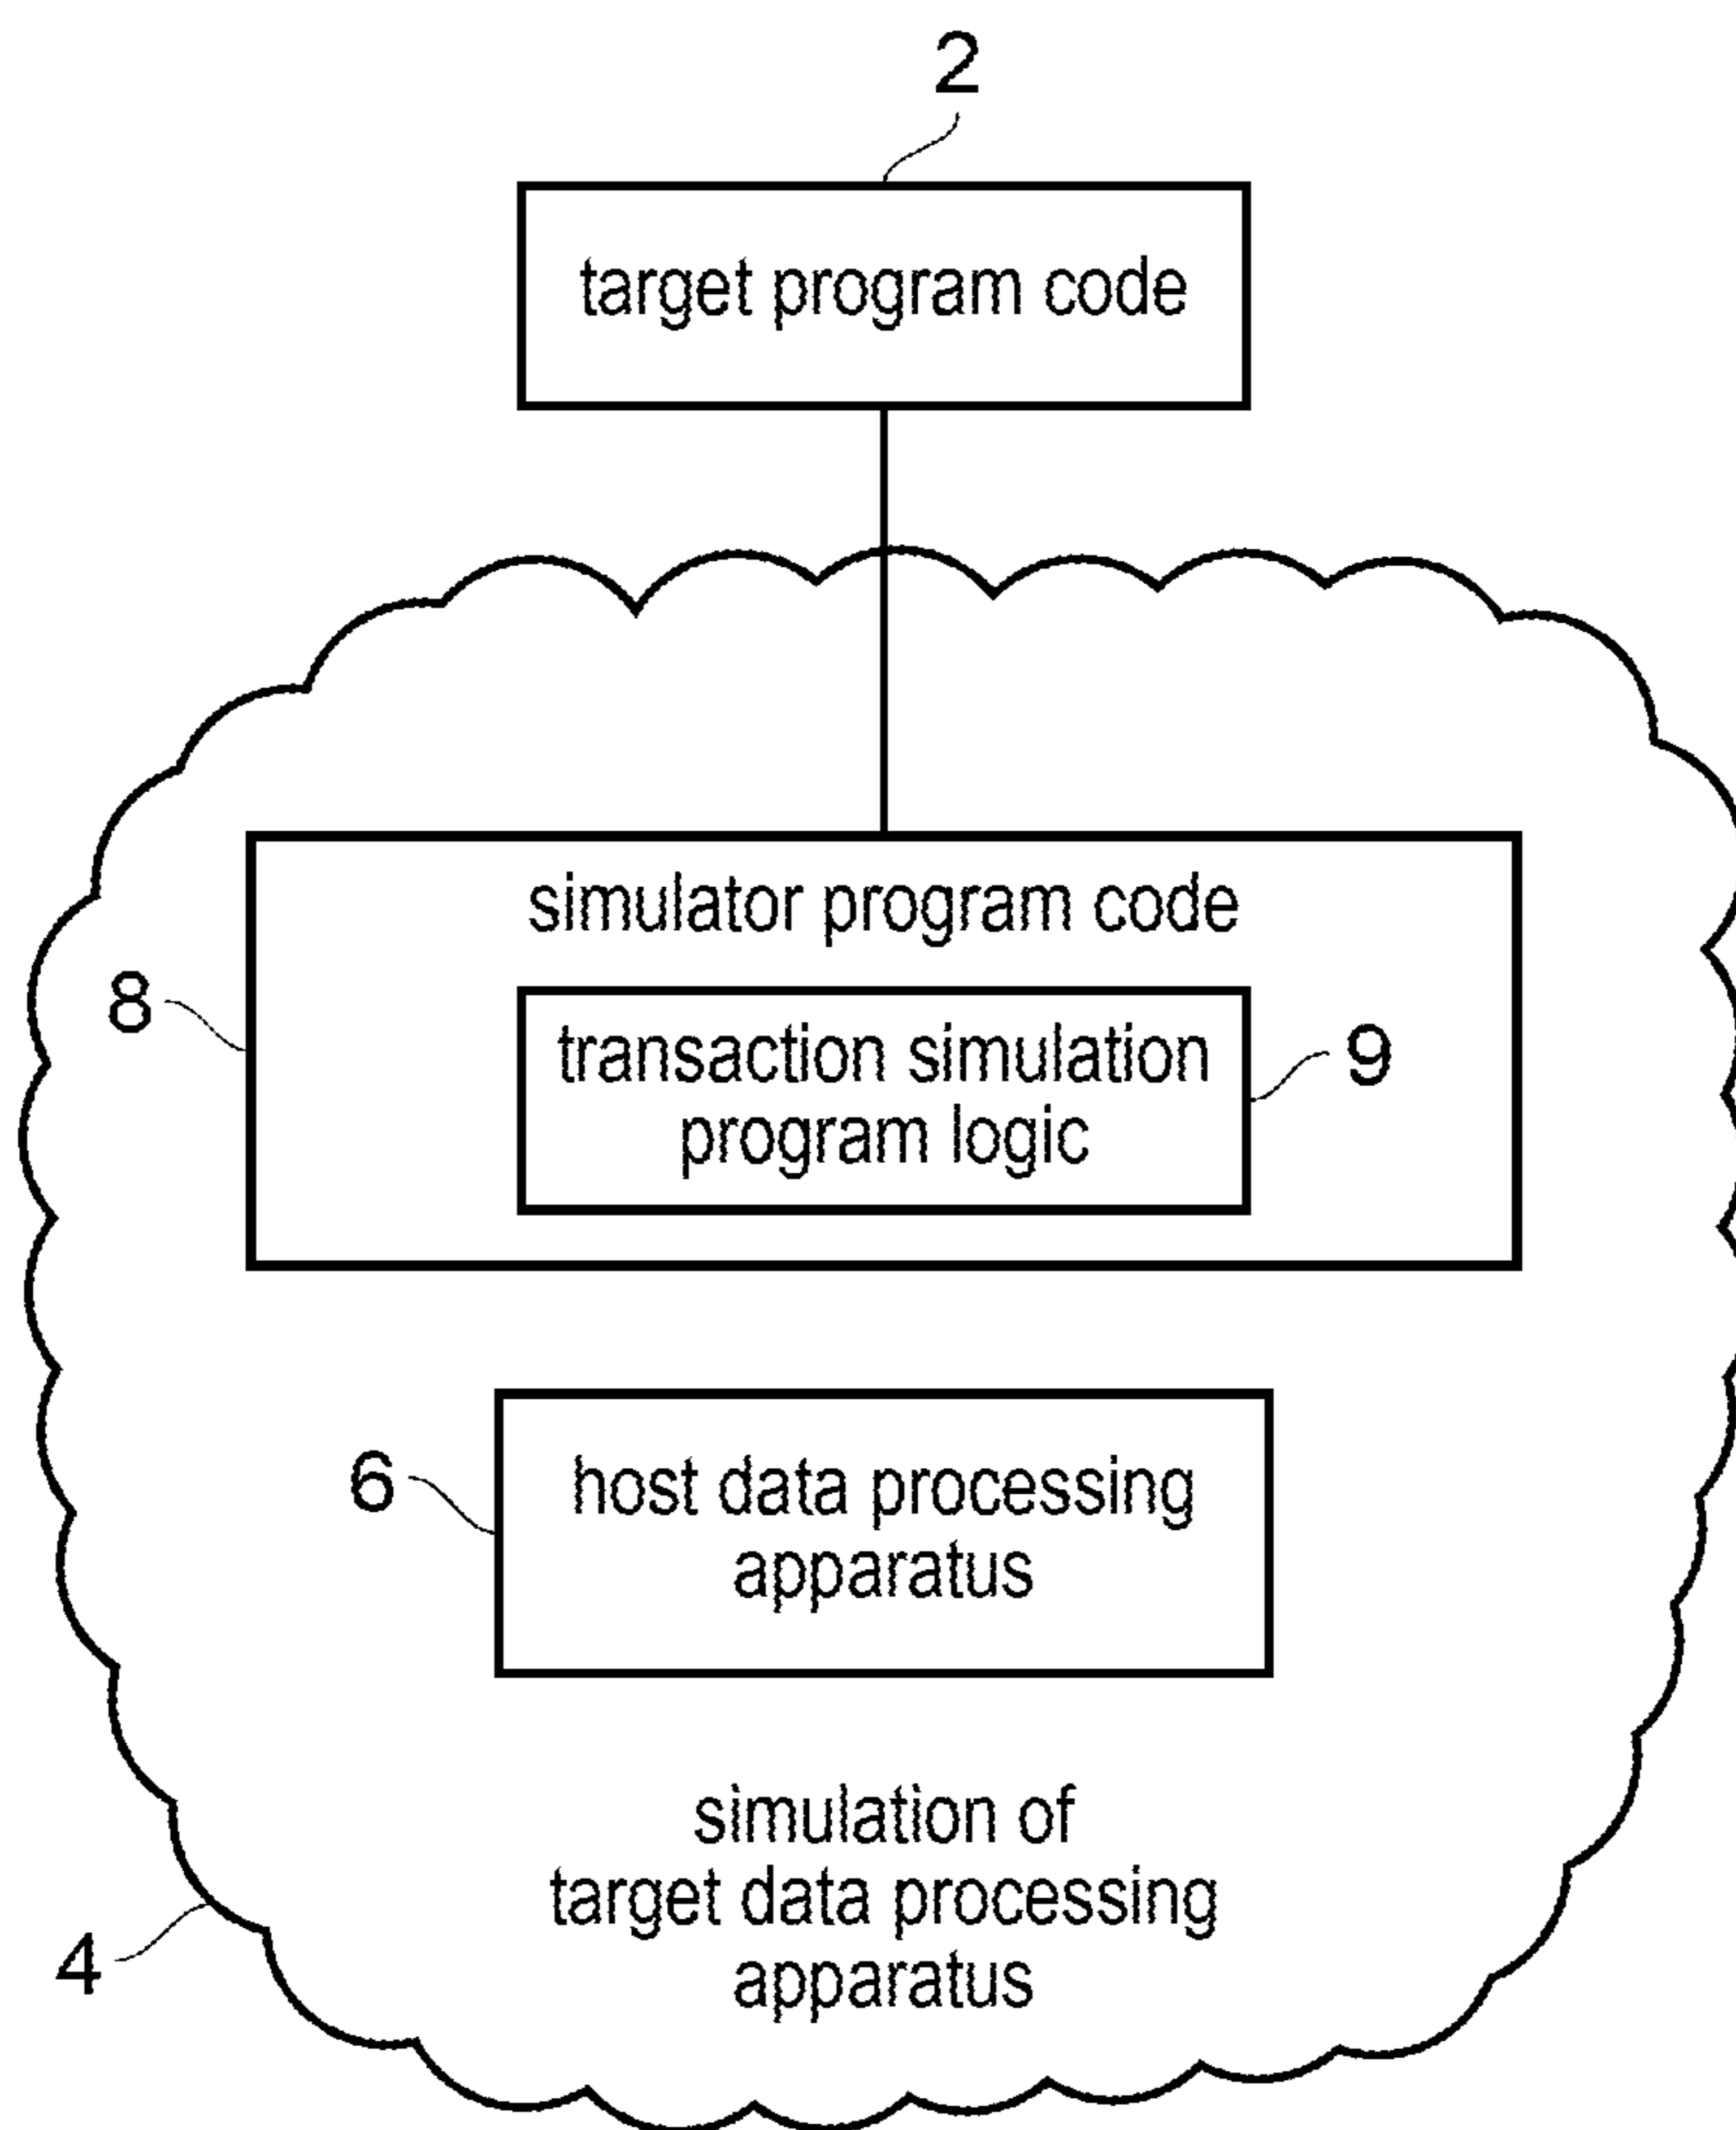 2
target program code
simulator program code
8
transaction simulation
program logic
9
6
host data processing
apparatus
simulation of
target data processing
apparatus
4